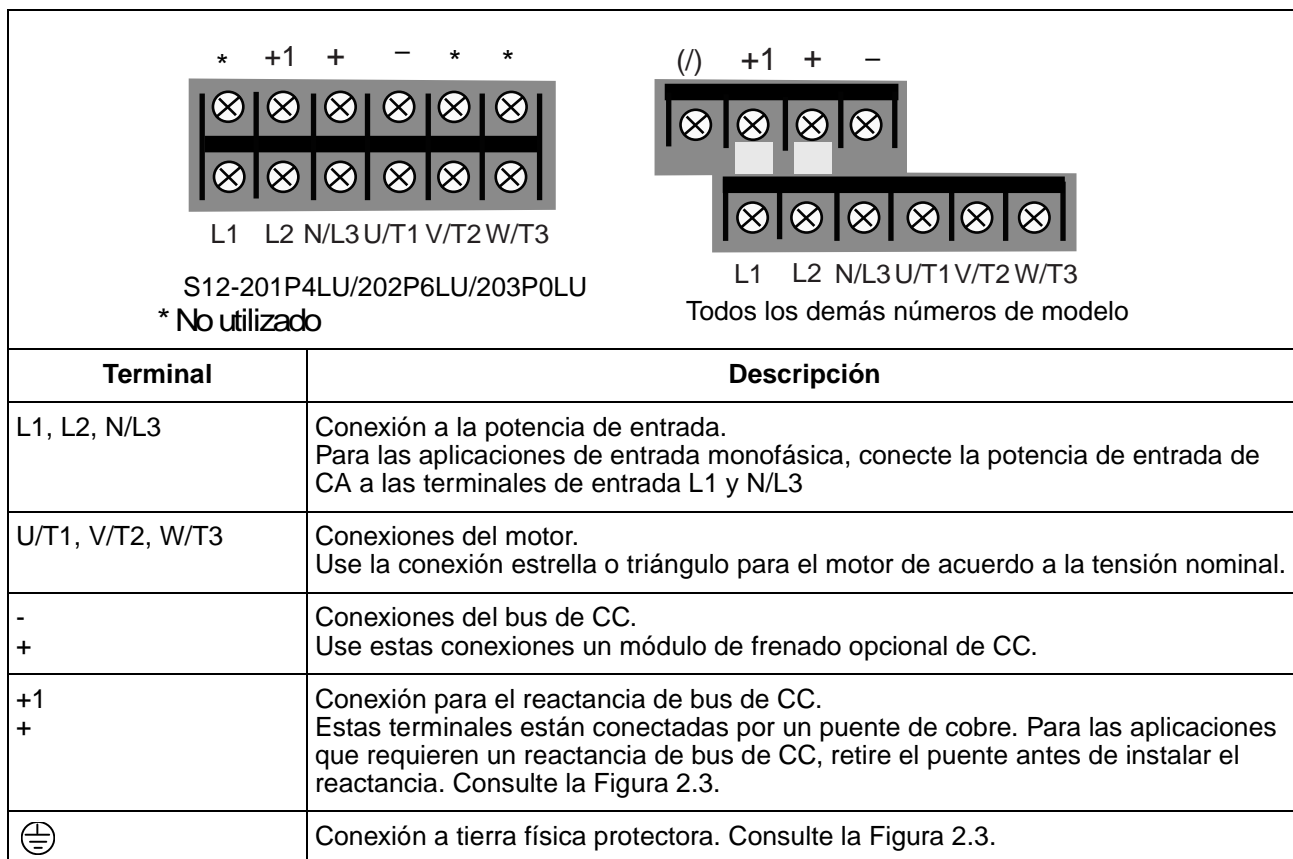 * +1 + – * *
L1 L2 N/L3 U/T1 V/T2 W/T3
S12-201P4LU/202P6LU/203P0LU
* No utilizado
(/) +1 + –
L1 L2 N/L3 U/T1 V/T2 W/T3
Todos los demás números de modelo
Terminal Descripción
L1, L2, N/L3 Conexión a la potencia de entrada.
Para las aplicaciones de entrada monofásica, conecte la potencia de entrada de
CA a las terminales de entrada L1 y N/L3
U/T1, V/T2, W/T3 Conexiones del motor.
Use la conexión estrella o triángulo para el motor de acuerdo a la tensión nominal.
- Conexiones del bus de CC.
+ Use estas conexiones un módulo de frenado opcional de CC.
+1 Conexión para el reactancia de bus de CC.
+ Estas terminales están conectadas por un puente de cobre. Para las aplicaciones
que requieren un reactancia de bus de CC, retire el puente antes de instalar el
reactancia. Consulte la Figura 2.3.
Conexión a tierra física protectora. Consulte la Figura 2.3.